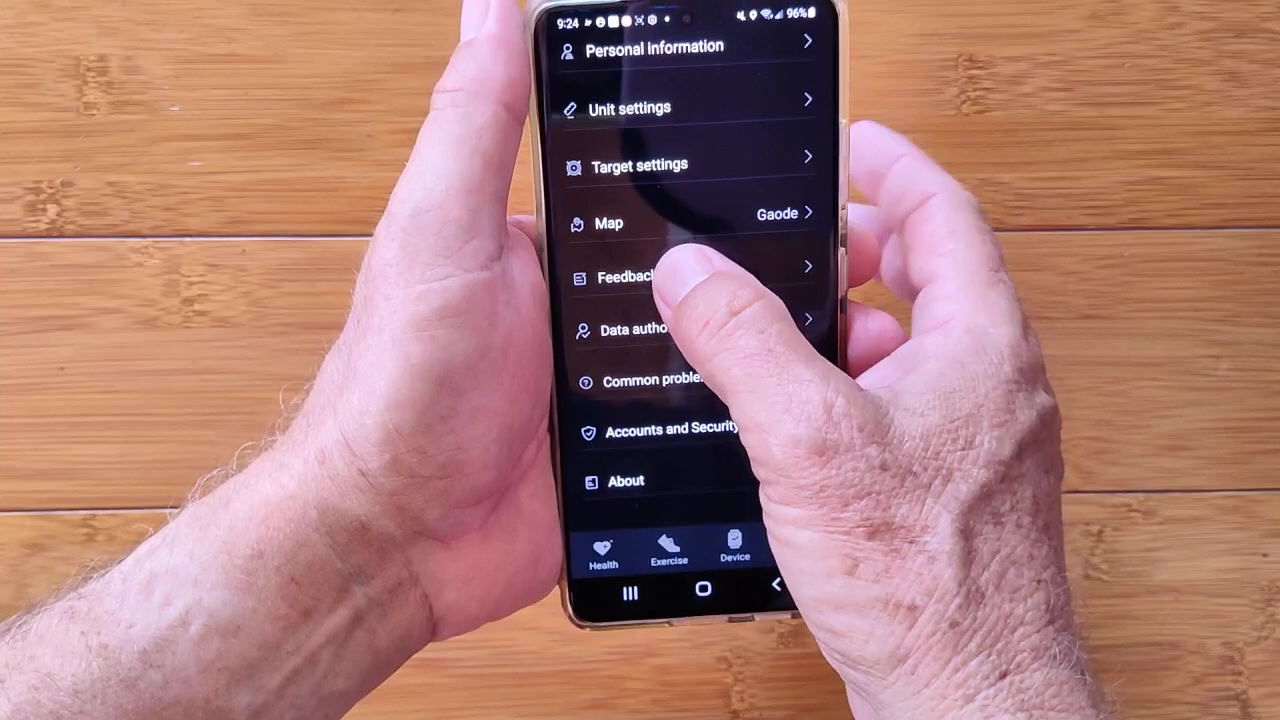 9:24 96%
Personal information
Unit settings
Target settings
Map Gaode
Feedback
Data autho
Common proble
Accounts and Security
About
Health Exercise Device